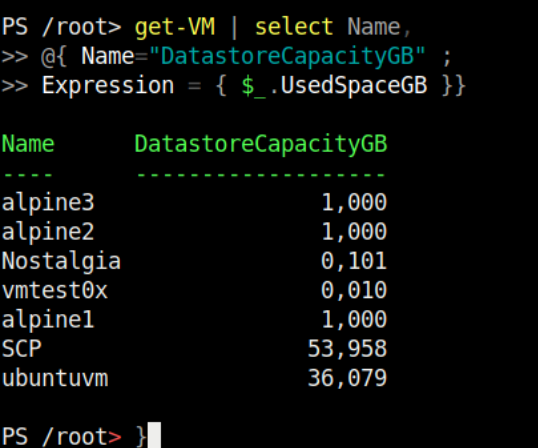 PS /root> get-VM | select Name,
>> @{ Name="DatastoreCapacityGB" ;
>> Expression = { $_.UsedSpaceGB }}
Name DatastoreCapacityGB
---- -------------------
alpine3 1,000
alpine2 1,000
Nostalgia 0,101
vmtest0x 0,010
alpine1 1,000
SCP 53,958
ubuntuvm 36,079
PS /root> }